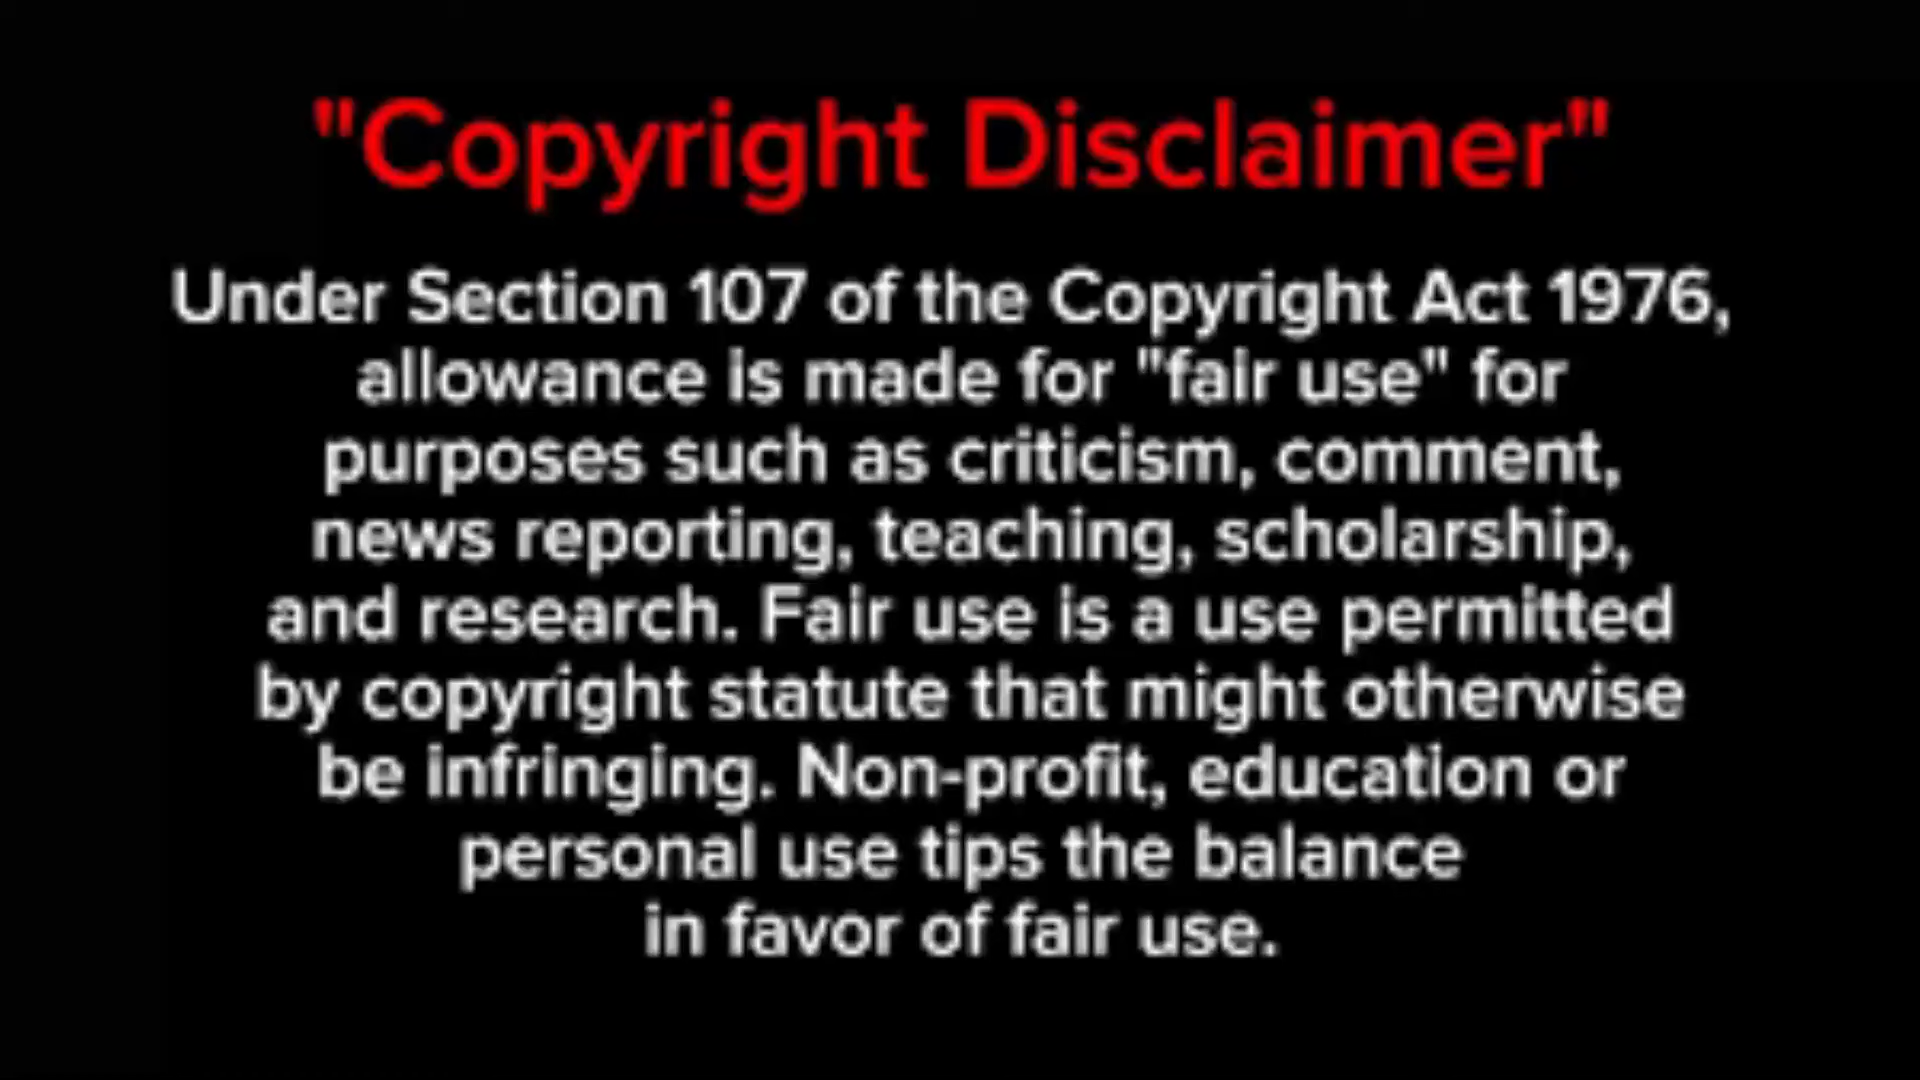 "Copyright Disclaimer"
Under Section 107 of the Copyright Act 1976,
allowance is made for "fair use" for
purposes such as criticism, comment,
news reporting, teaching, scholarship,
and research. Fair use is a use permitted
by copyright statute that might otherwise
be infringing. Non-profit, education or
personal use tips the balance
in favor of fair use.